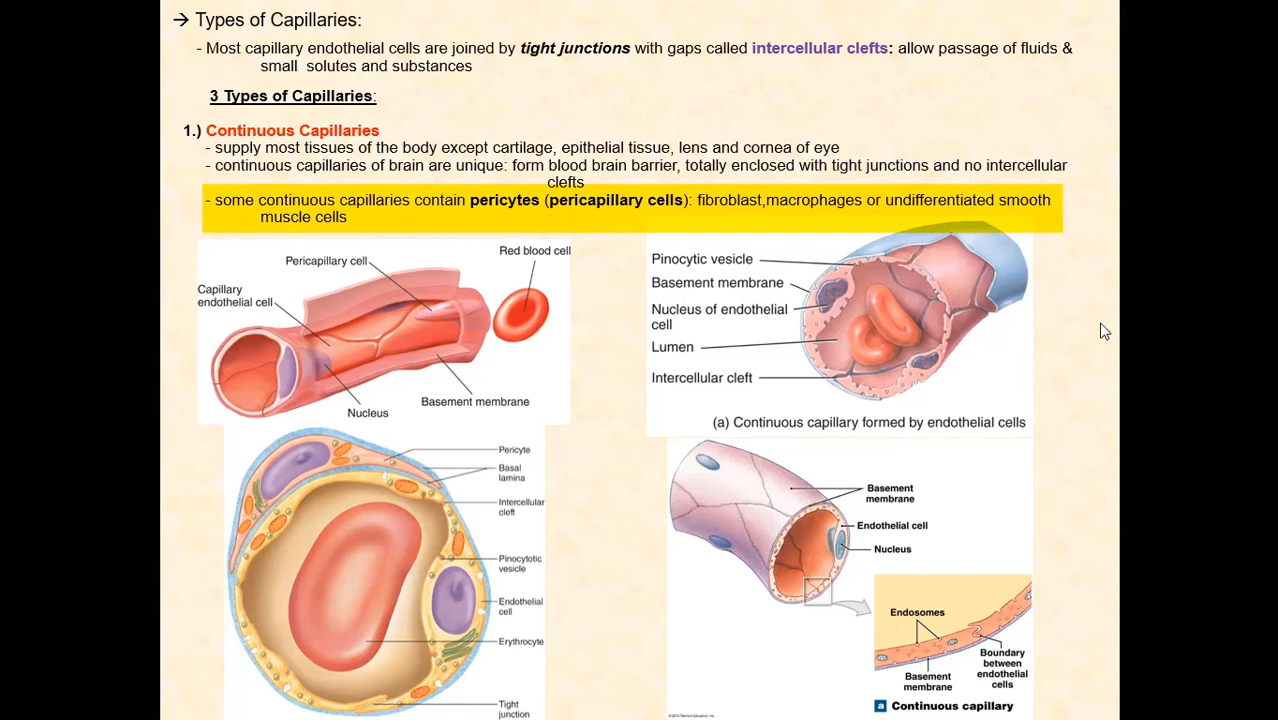 → Types of Capillaries:
- Most capillary endothelial cells are joined by tight junctions with gaps called intercellular clefts: allow passage of fluids &
small solutes and substances
3 Types of Capillaries:
1.) Continuous Capillaries
- supply most tissues of the body except cartilage, epithelial tissue, lens and cornea of eye
- continuous capillaries of brain are unique: form blood brain barrier, totally enclosed with tight junctions and no intercellular
clefts
- some continuous capillaries contain pericytes (pericapillary cells): fibroblast,macrophages or undifferentiated smooth
muscle cells
Red blood cell
Pericapillary cell
Capillary
endothelial cell
Basement membrane
Nucleus
Pinocytic vesicle
Basement membrane
Nucleus of endothelial
cell
Lumen
Intercellular cleft
(a) Continuous capillary formed by endothelial cells
Pericyte
Basal
lamina
Intercellular
cleft
Pinocytotic
vesicle
Endothelial
cell
Erythrocyte
Tight
junction
Basement
membrane
Endothelial cell
Nucleus
Endosomes
Boundary
between
endothelial
cells
Basement
membrane
a Continuous capillary